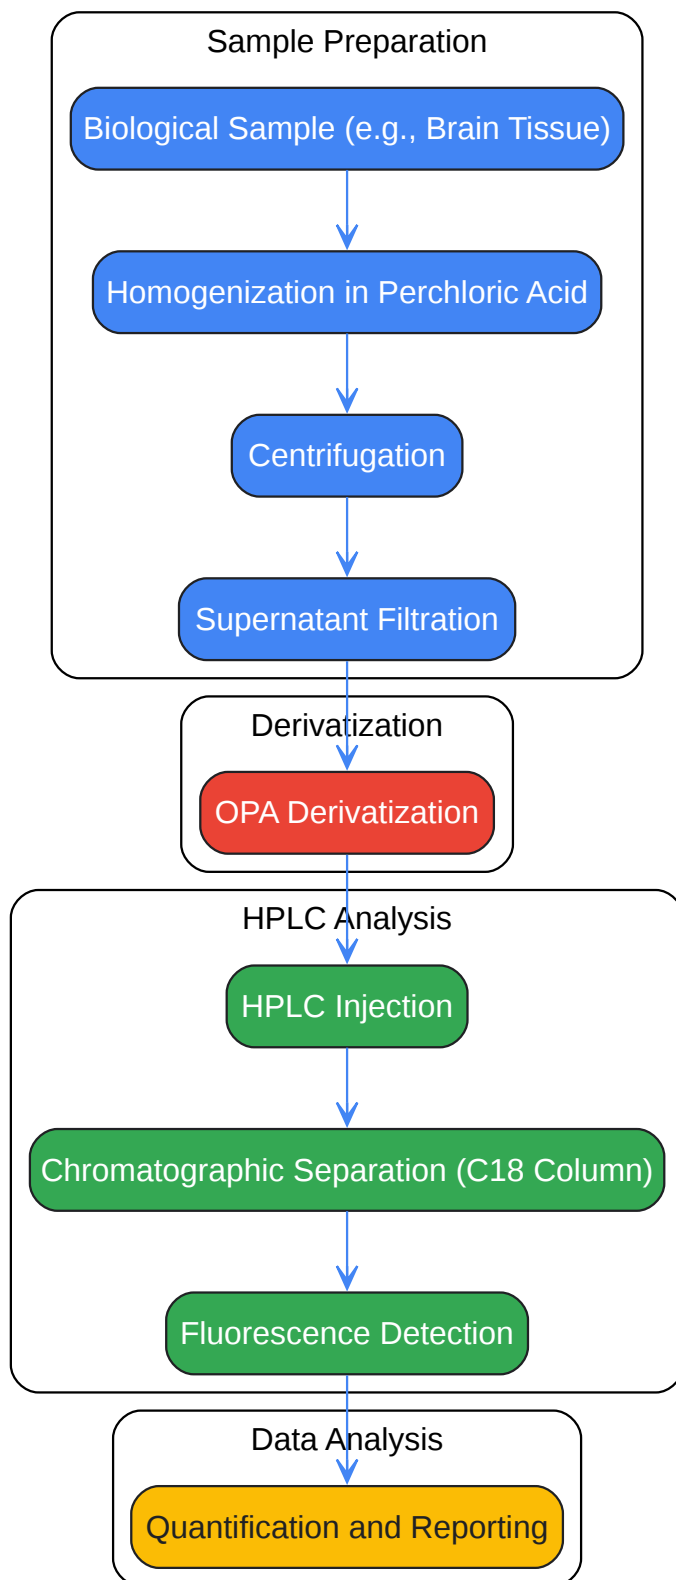 Sample Preparation
Biological Sample (e.g., Brain Tissue)
Homogenization in Perchloric Acid
Centrifugation
Supernatant Filtration
Derivatization
OPA Derivatization
HPLC Analysis
HPLC Injection
Chromatographic Separation (C18 Column)
Fluorescence Detection
Data Analysis
Quantification and Reporting